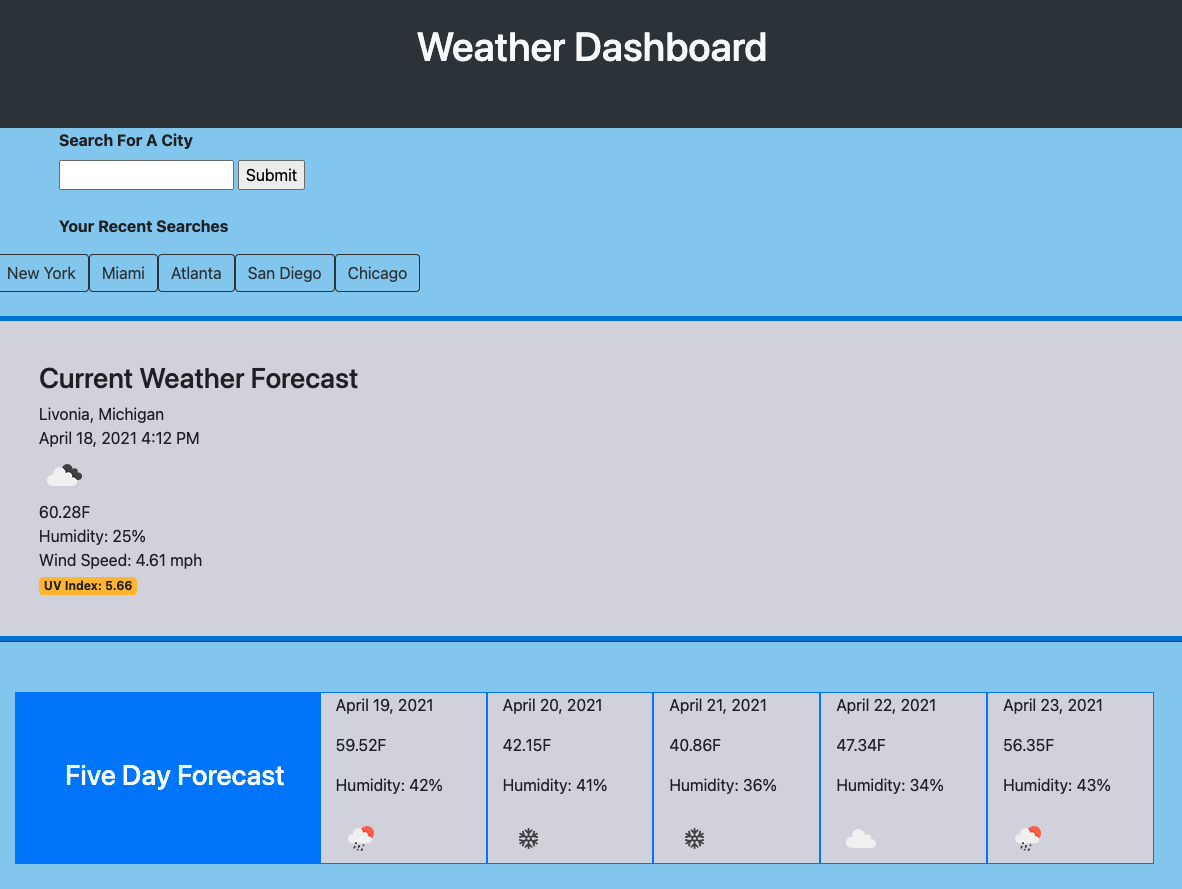 Weather Dashboard
Search For A City
Submit
Your Recent Searches
New York Miami Atlanta San Diego Chicago
Current Weather Forecast
Livonia, Michigan
April 18, 2021 4:12 PM
60.28F
Humidity: 25%
Wind Speed: 4.61 mph
UV Index: 5.66
Five Day Forecast
April 19, 2021
59.52F
Humidity: 42%
April 20, 2021
42.15F
Humidity: 41%
April 21, 2021
40.86F
Humidity: 36%
April 22, 2021
47.34F
Humidity: 34%
April 23, 2021
56.35F
Humidity: 43%